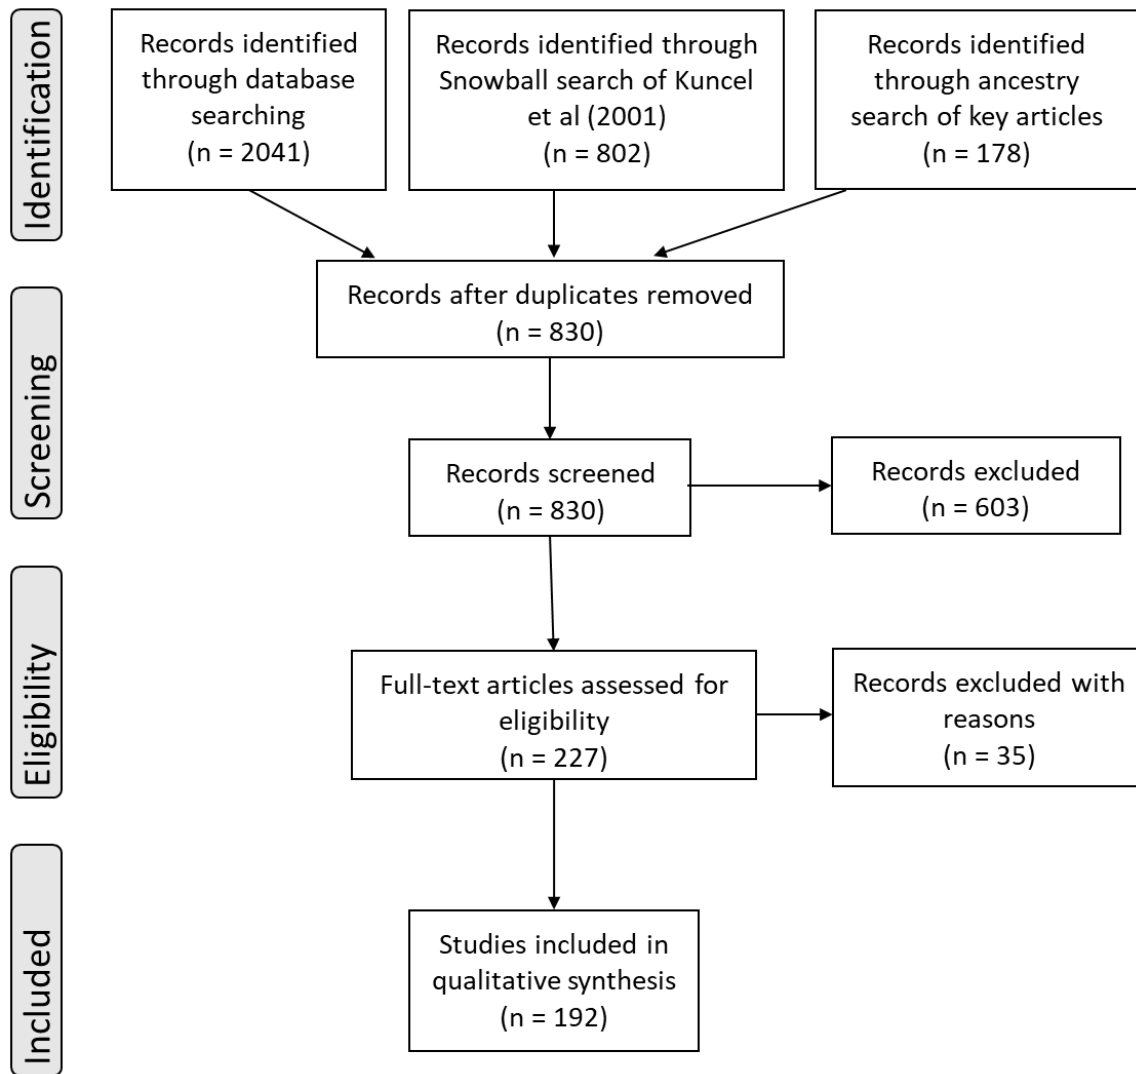 Identification
Records identified
through database
searching
(n = 2041)
Records identified through
Snowball search of Kuncel
et al (2001)
(n = 802)
Records identified
through ancestry
search of key articles
(n = 178)
Screening
Records after duplicates removed
(n = 830)
Records screened
(n = 830)
Records excluded
(n = 603)
Eligibility
Full-text articles assessed for
eligibility
(n = 227)
Records excluded with
reasons
(n = 35)
Included
Studies included in
qualitative synthesis
(n = 192)